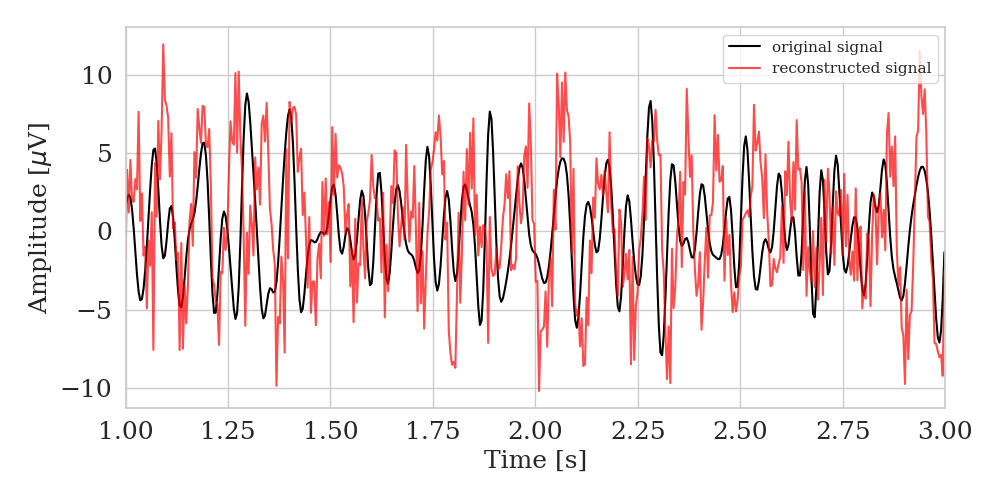 original signal
reconstructed signal
Amplitude [μV]
10
5
0
−5
−10
1.00 1.25 1.50 1.75 2.00 2.25 2.50 2.75 3.00
Time [s]